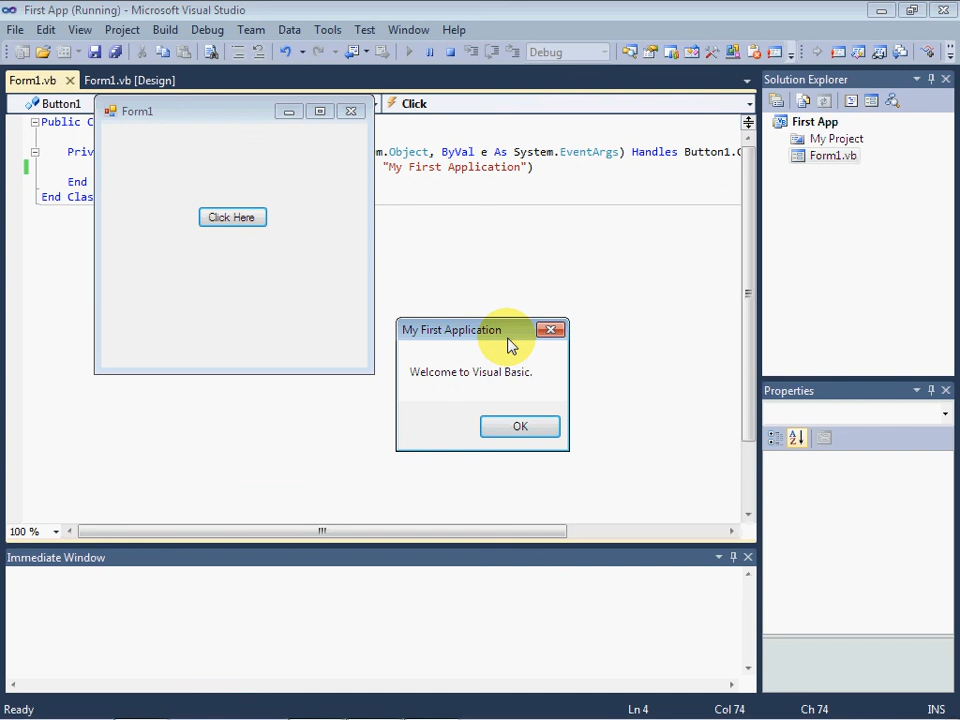 First App (Running) - Microsoft Visual Studio
File Edit View Project Build Debug Team Data Tools Test Window Help
Debug
Form1.vb Form1.vb [Design]
Solution Explorer
Button1
Form1
Click
Public C
First App
My Project
Form1.vb
Priv
m.Object, ByVal e As System.EventArgs) Handles Button1.C
"My First Application")
End
End Clas
Click Here
My First Application
Welcome to Visual Basic.
OK
Properties
100 %
Immediate Window
Ready Ln 4 Col 74 Ch 74 INS